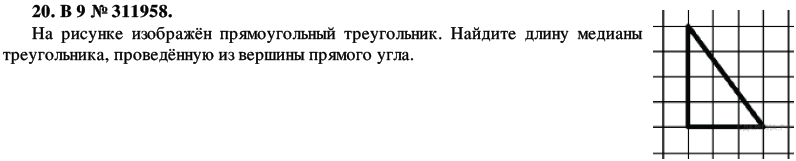 20. В 9 № 311958.
На рисунке изображён прямоугольный треугольник. Найдите длину медианы
треугольника, проведённую из вершины прямого угла.